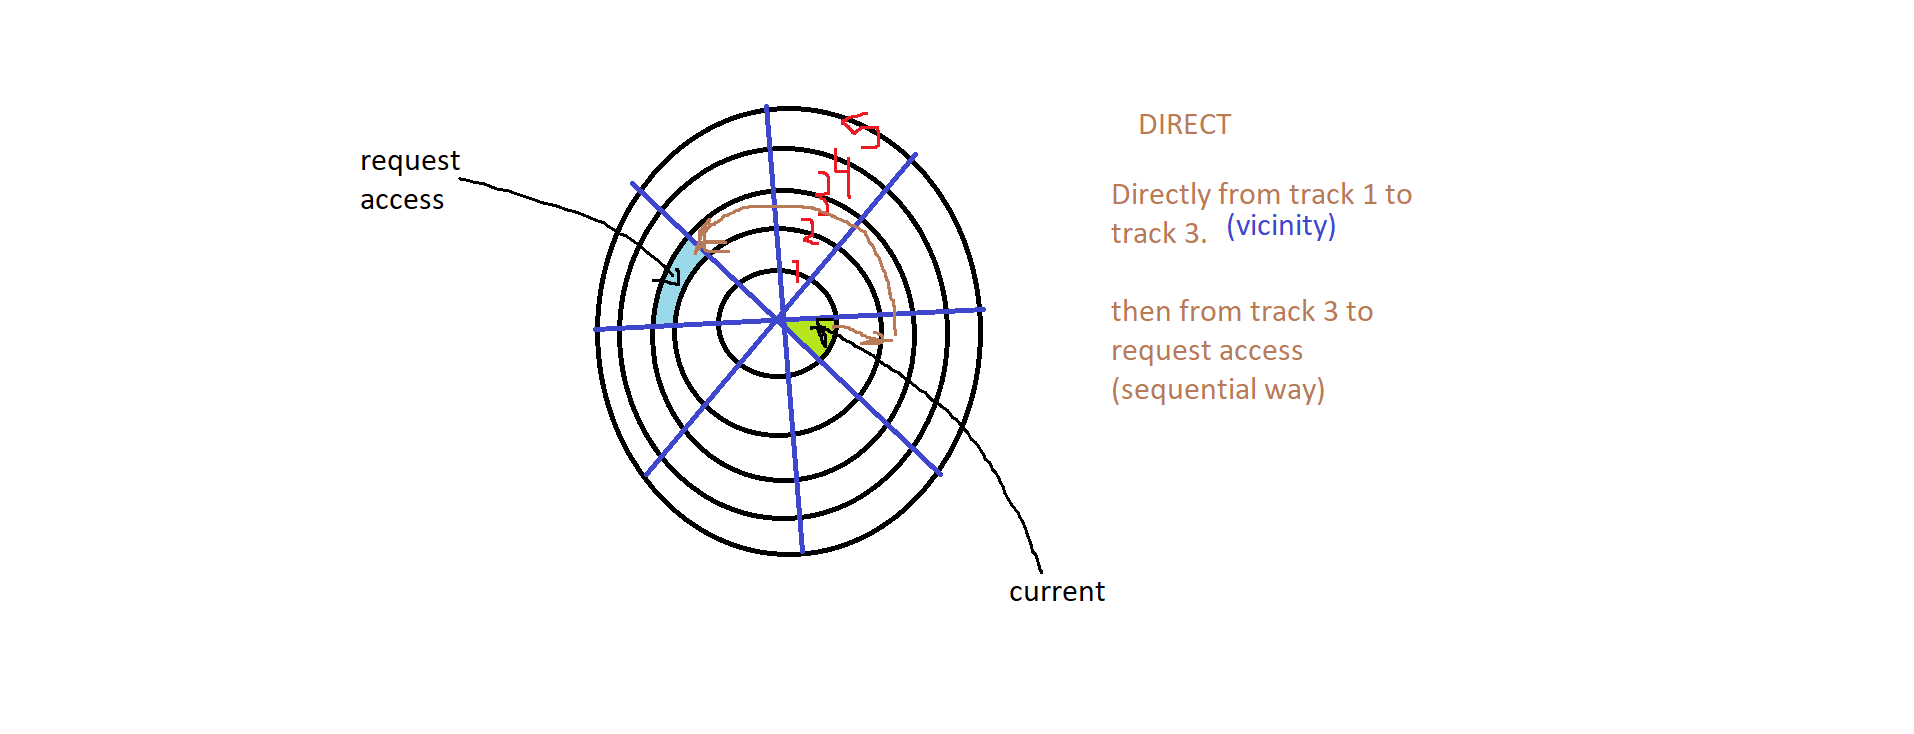 DIRECT
request
access
Directly from track 1 to
track 3. (vicinity)
then from track 3 to
request access
(sequential way)
current
5
4
3
2
1